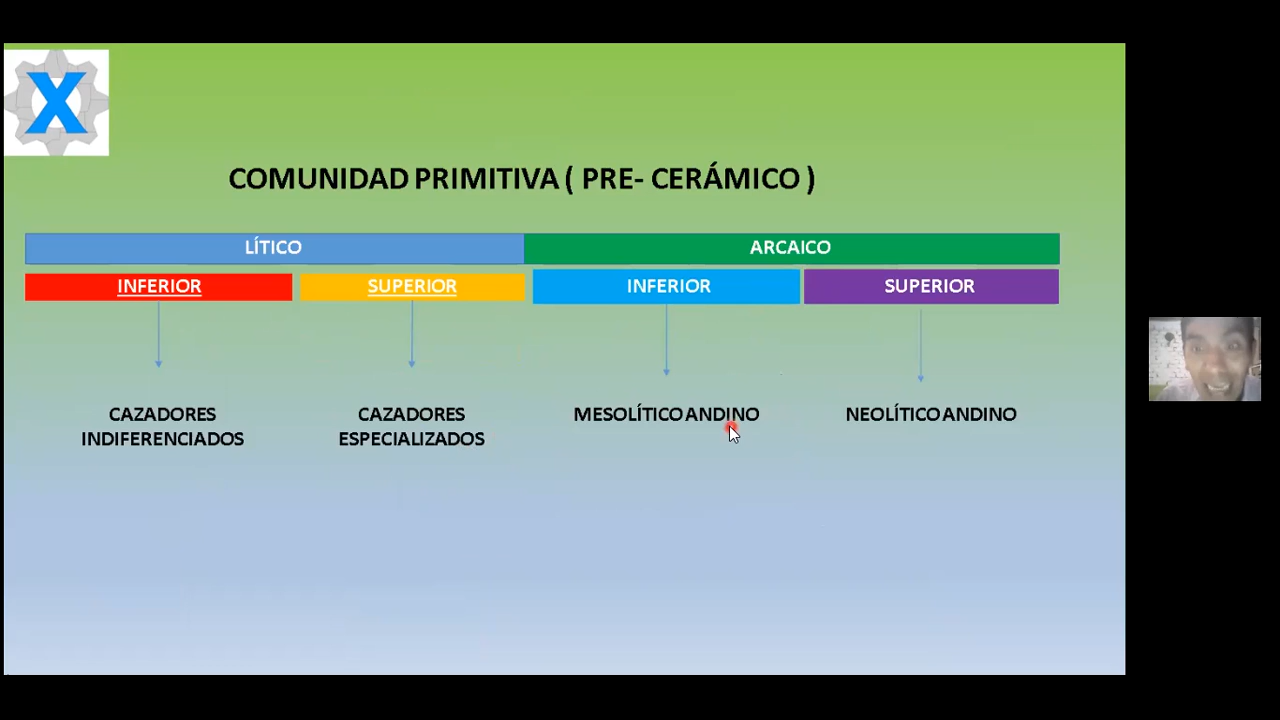 X
COMUNIDAD PRIMITIVA ( PRE- CERÁMICO )
LÍTICO
ARCAICO
INFERIOR
SUPERIOR
INFERIOR
SUPERIOR
CAZADORES
INDIFERENCIADOS
CAZADORES
ESPECIALIZADOS
MESOLÍTICO ANDINO
NEOLÍTICO ANDINO